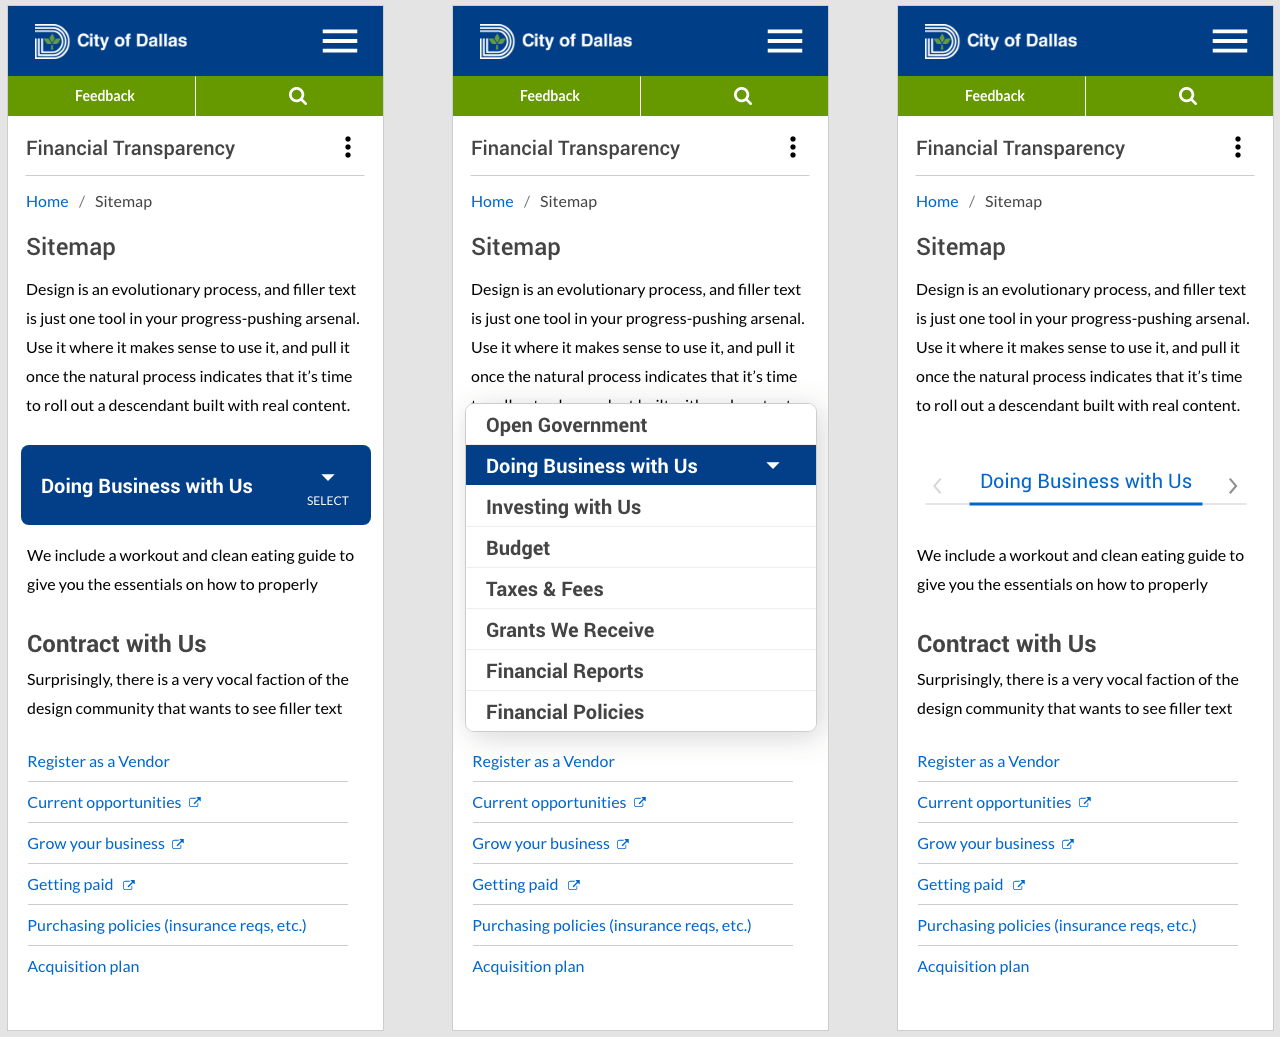 City of Dallas
Feedback
Financial Transparency
Home / Sitemap
Sitemap
Design is an evolutionary process, and filler text
is just one tool in your progress-pushing arsenal.
Use it where it makes sense to use it, and pull it
once the natural process indicates that it’s time
to roll out a descendant built with real content.
Doing Business with Us
SELECT
We include a workout and clean eating guide to
give you the essentials on how to properly
Contract with Us
Surprisingly, there is a very vocal faction of the
design community that wants to see filler text
Register as a Vendor
Current opportunities
Grow your business
Getting paid
Purchasing policies (insurance reqs, etc.)
Acquisition plan
City of Dallas
Feedback
Financial Transparency
Home / Sitemap
Sitemap
Design is an evolutionary process, and filler text
is just one tool in your progress-pushing arsenal.
Use it where it makes sense to use it, and pull it
once the natural process indicates that it’s time
Open Government
Doing Business with Us
Investing with Us
Budget
Taxes & Fees
Grants We Receive
Financial Reports
Financial Policies
Register as a Vendor
Current opportunities
Grow your business
Getting paid
Purchasing policies (insurance reqs, etc.)
Acquisition plan
City of Dallas
Feedback
Financial Transparency
Home / Sitemap
Sitemap
Design is an evolutionary process, and filler text
is just one tool in your progress-pushing arsenal.
Use it where it makes sense to use it, and pull it
once the natural process indicates that it’s time
to roll out a descendant built with real content.
Doing Business with Us
We include a workout and clean eating guide to
give you the essentials on how to properly
Contract with Us
Surprisingly, there is a very vocal faction of the
design community that wants to see filler text
Register as a Vendor
Current opportunities
Grow your business
Getting paid
Purchasing policies (insurance reqs, etc.)
Acquisition plan